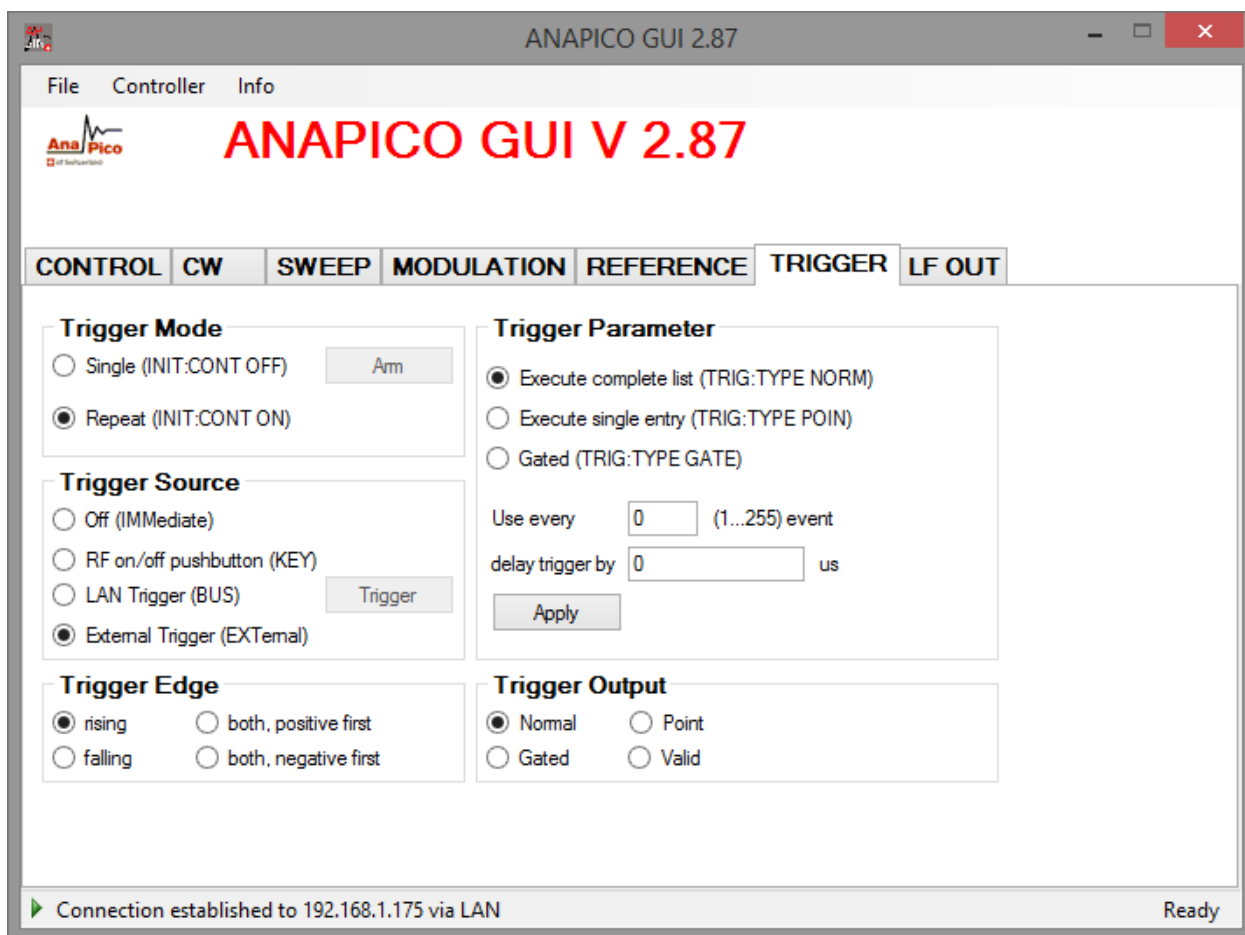 ANAPICO GUI 2.87
File Controller Info
Ana Pico
ANAPICO GUI V 2.87
CONTROL CW SWEEP MODULATION REFERENCE TRIGGER LF OUT
Trigger Mode
Single (INIT:CONT OFF) Arm
Repeat (INIT:CONT ON)
Trigger Source
Off (IMMediate)
RF on/off pushbutton (KEY)
LAN Trigger (BUS) Trigger
External Trigger (EXTernal)
Trigger Edge
rising both, positive first
falling both, negative first
Trigger Parameter
Execute complete list (TRIG:TYPE NORM)
Execute single entry (TRIG:TYPE POIN)
Gated (TRIG:TYPE GATE)
Use every 0 (1...255) event
delay trigger by 0 us
Apply
Trigger Output
Normal Point
Gated Valid
Connection established to 192.168.1.175 via LAN Ready